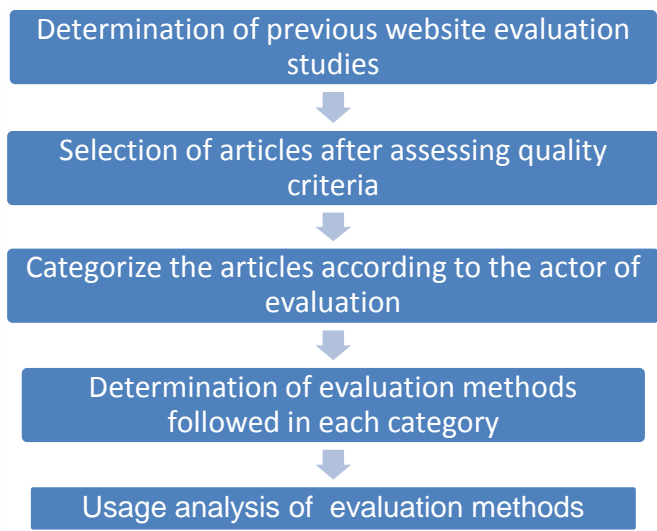 Determination of previous website evaluation
studies
Selection of articles after assessing quality
criteria
Categorize the articles according to the actor of
evaluation
Determination of evaluation methods
followed in each category
Usage analysis of evaluation methods